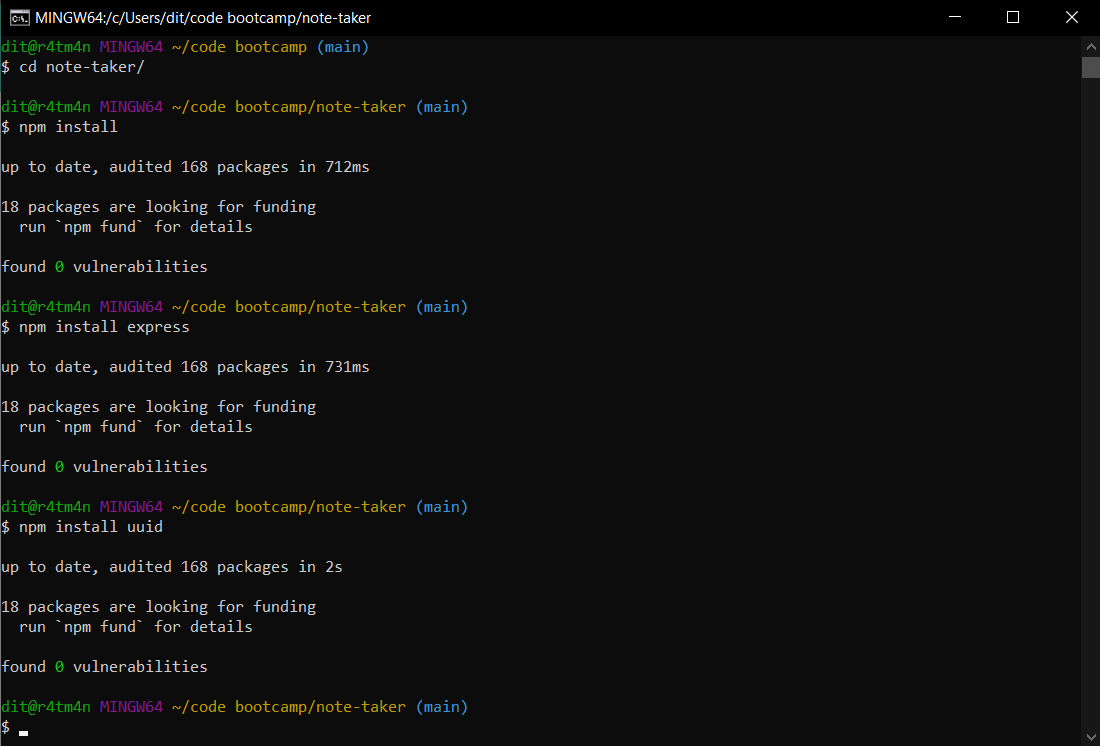 MINGW64:/c/Users/dit/code bootcamp/note-taker
dit@r4tm4n MINGW64 ~/code bootcamp (main)
$ cd note-taker/
dit@r4tm4n MINGW64 ~/code bootcamp/note-taker (main)
$ npm install
up to date, audited 168 packages in 712ms
18 packages are looking for funding
  run `npm fund` for details
found 0 vulnerabilities
dit@r4tm4n MINGW64 ~/code bootcamp/note-taker (main)
$ npm install express
up to date, audited 168 packages in 731ms
18 packages are looking for funding
  run `npm fund` for details
found 0 vulnerabilities
dit@r4tm4n MINGW64 ~/code bootcamp/note-taker (main)
$ npm install uuid
up to date, audited 168 packages in 2s
18 packages are looking for funding
  run `npm fund` for details
found 0 vulnerabilities
dit@r4tm4n MINGW64 ~/code bootcamp/note-taker (main)
$